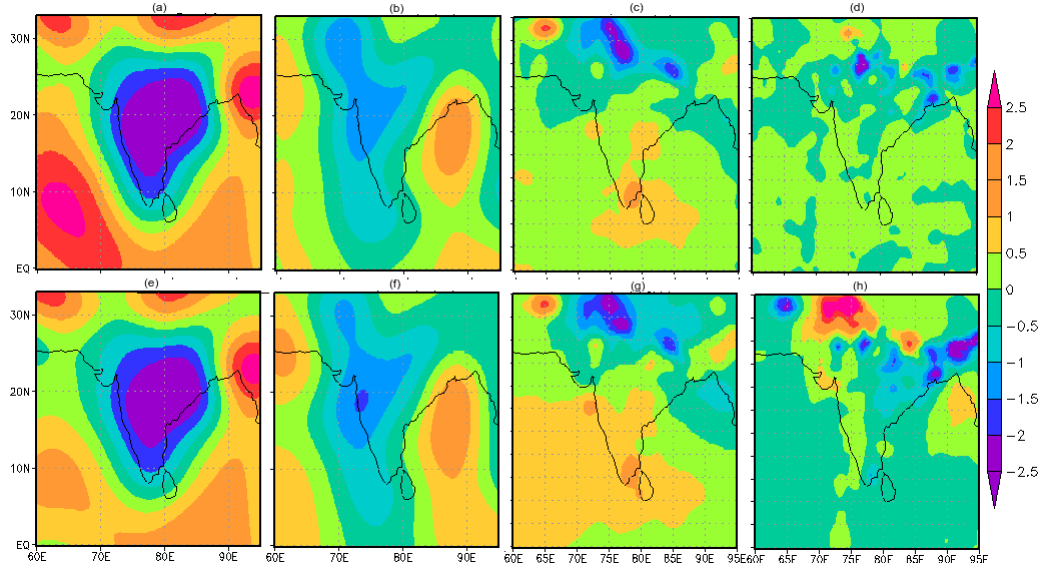 (a) (b) (c) (d)
30N
20N
10N
EQ
2.5
2
1.5
1
0.5
0
−0.5
−1
−1.5
−2
−2.5
(e) (f) (g) (h)
30N
20N
10N
EQ
60E 70E 80E 90E 60E 70E 80E 90E 60E 65E 70E 75E 80E 85E 90E 95E 60E 65E 70E 75E 80E 85E 90E 95E